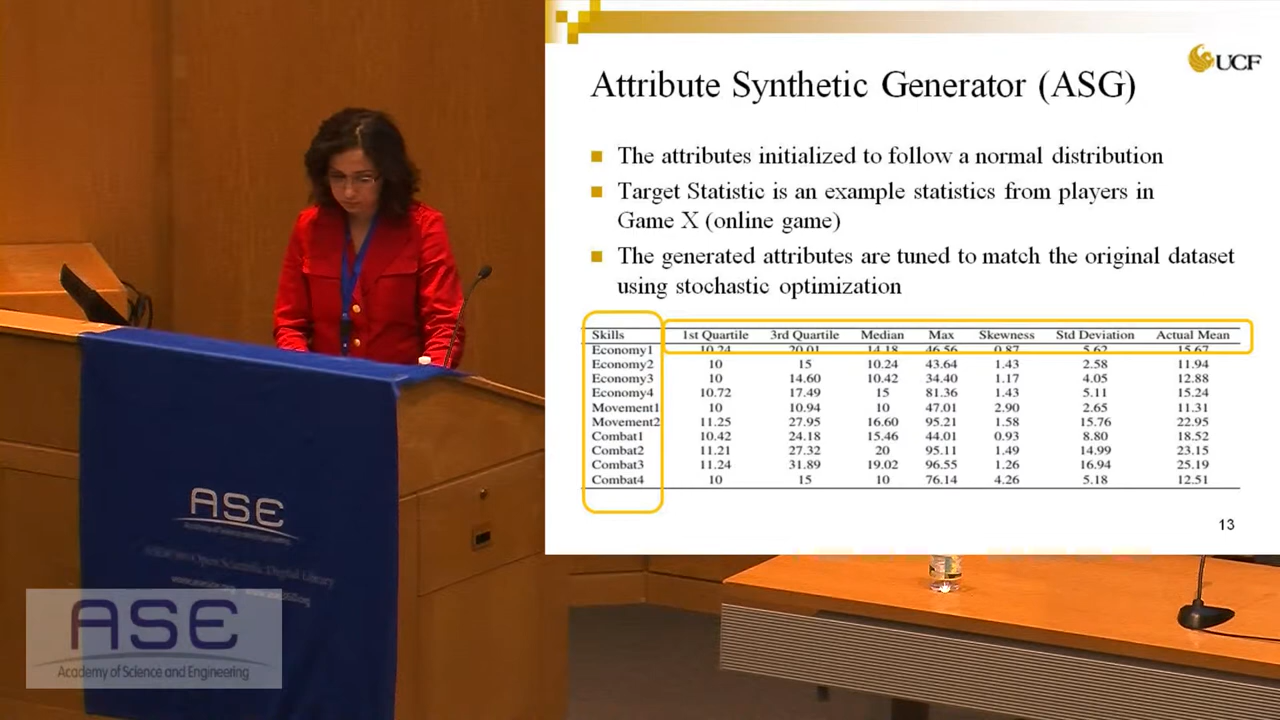 UCF
Attribute Synthetic Generator (ASG)
The attributes initialized to follow a normal distribution
Target Statistic is an example statistics from players in
Game X (online game)
The generated attributes are tuned to match the original dataset
using stochastic optimization
Skills 1st Quartile 3rd Quartile Median Max Skewness Std Deviation Actual Mean
Economy1 10.24 20.01 14.18 46.56 0.87 5.62 15.67
Economy2 10 15 10.24 43.64 1.43 2.58 11.94
Economy3 10 14.60 10.42 34.40 1.17 4.05 12.88
Economy4 10.72 17.49 15 81.36 1.43 5.11 15.24
Movement1 10 10.94 10 47.01 2.90 2.65 11.31
Movement2 11.25 27.95 16.60 95.21 1.58 15.76 22.95
Combat1 10.42 24.18 15.46 44.01 0.93 8.80 18.52
Combat2 11.21 27.32 20 95.11 1.49 14.99 23.15
Combat3 11.24 31.89 19.02 96.55 1.26 16.94 25.19
Combat4 10 15 10 76.14 4.26 5.18 12.51
13
ASE
Academy of Science and Engineering
Open Scientific Digital Library
ASE
Academy of Science and Engineering